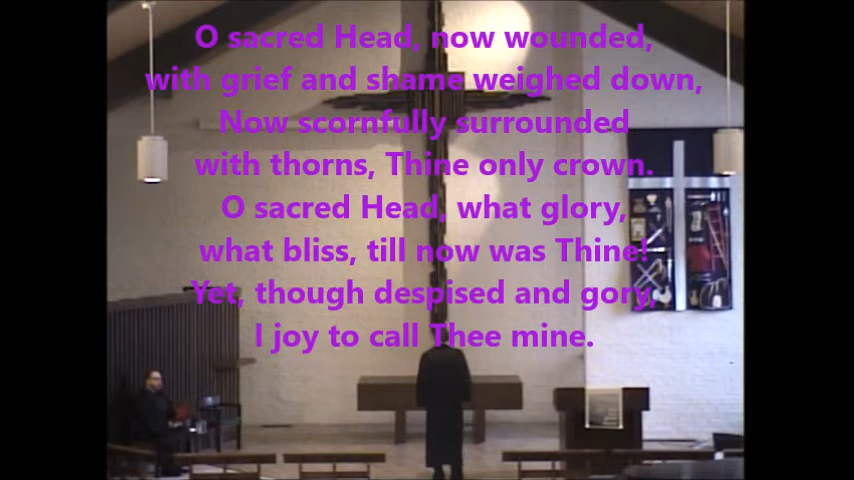 O sacred Head, now wounded,
with grief and shame weighed down,
Now scornfully surrounded
with thorns, Thine only crown.
O sacred Head, what glory,
what bliss, till now was Thine!
Yet, though despised and gory,
I joy to call Thee mine.